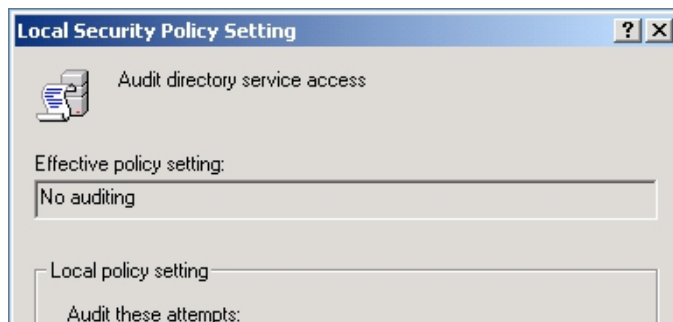 Local Security Policy Setting
Audit directory service access
Effective policy setting:
No auditing
Local policy setting
Audit these attempts: